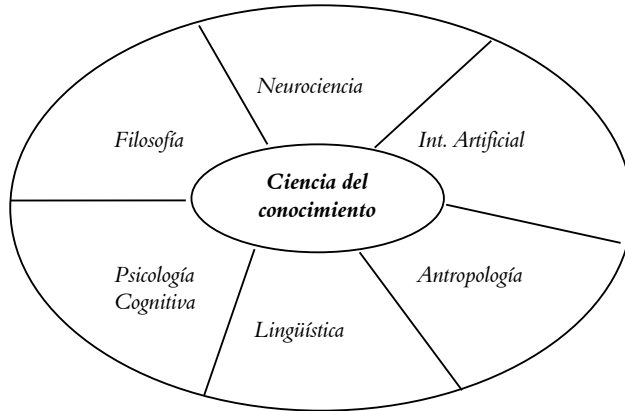 Neurociencia
Filosofía
Int. Artificial
Ciencia del
conocimiento
Psicología
Cognitiva
Antropología
Lingüística